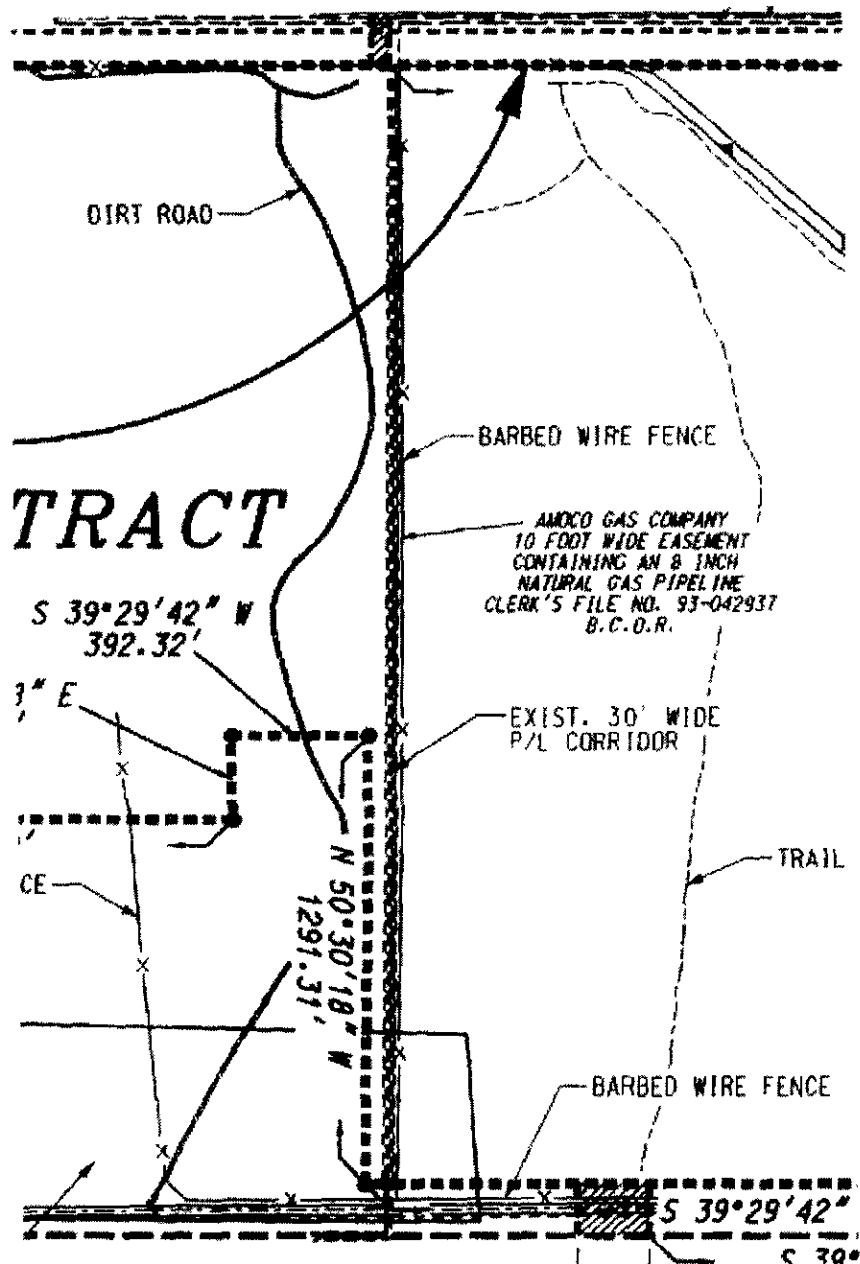 DIRT ROAD
BARBED WIRE FENCE
TRACT
AMOCO GAS COMPANY
10 FOOT WIDE EASEMENT
CONTAINING AN 8 INCH
NATURAL GAS PIPELINE
CLERK'S FILE NO. 93-042937
B.C.O.R.
S 39°29'42" W
392.32'
" E
EXIST. 30' WIDE
P/L CORRIDOR
TRAIL
CE
N 50°30'18" W
1291.31'
BARBED WIRE FENCE
S 39°29'42"
S 39°